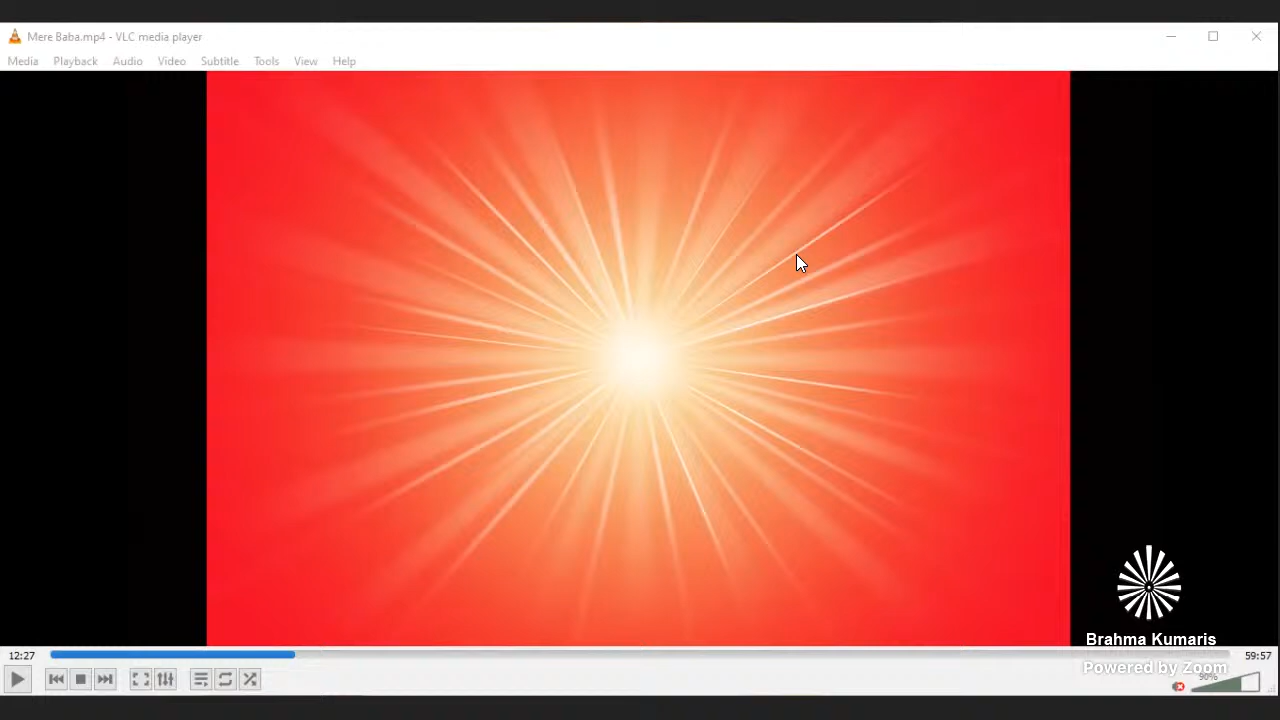 Mere Baba.mp4 - VLC media player
Media Playback Audio Video Subtitle Tools View Help
Brahma Kumaris
12:27
59:57
Powered by Zoom
90%